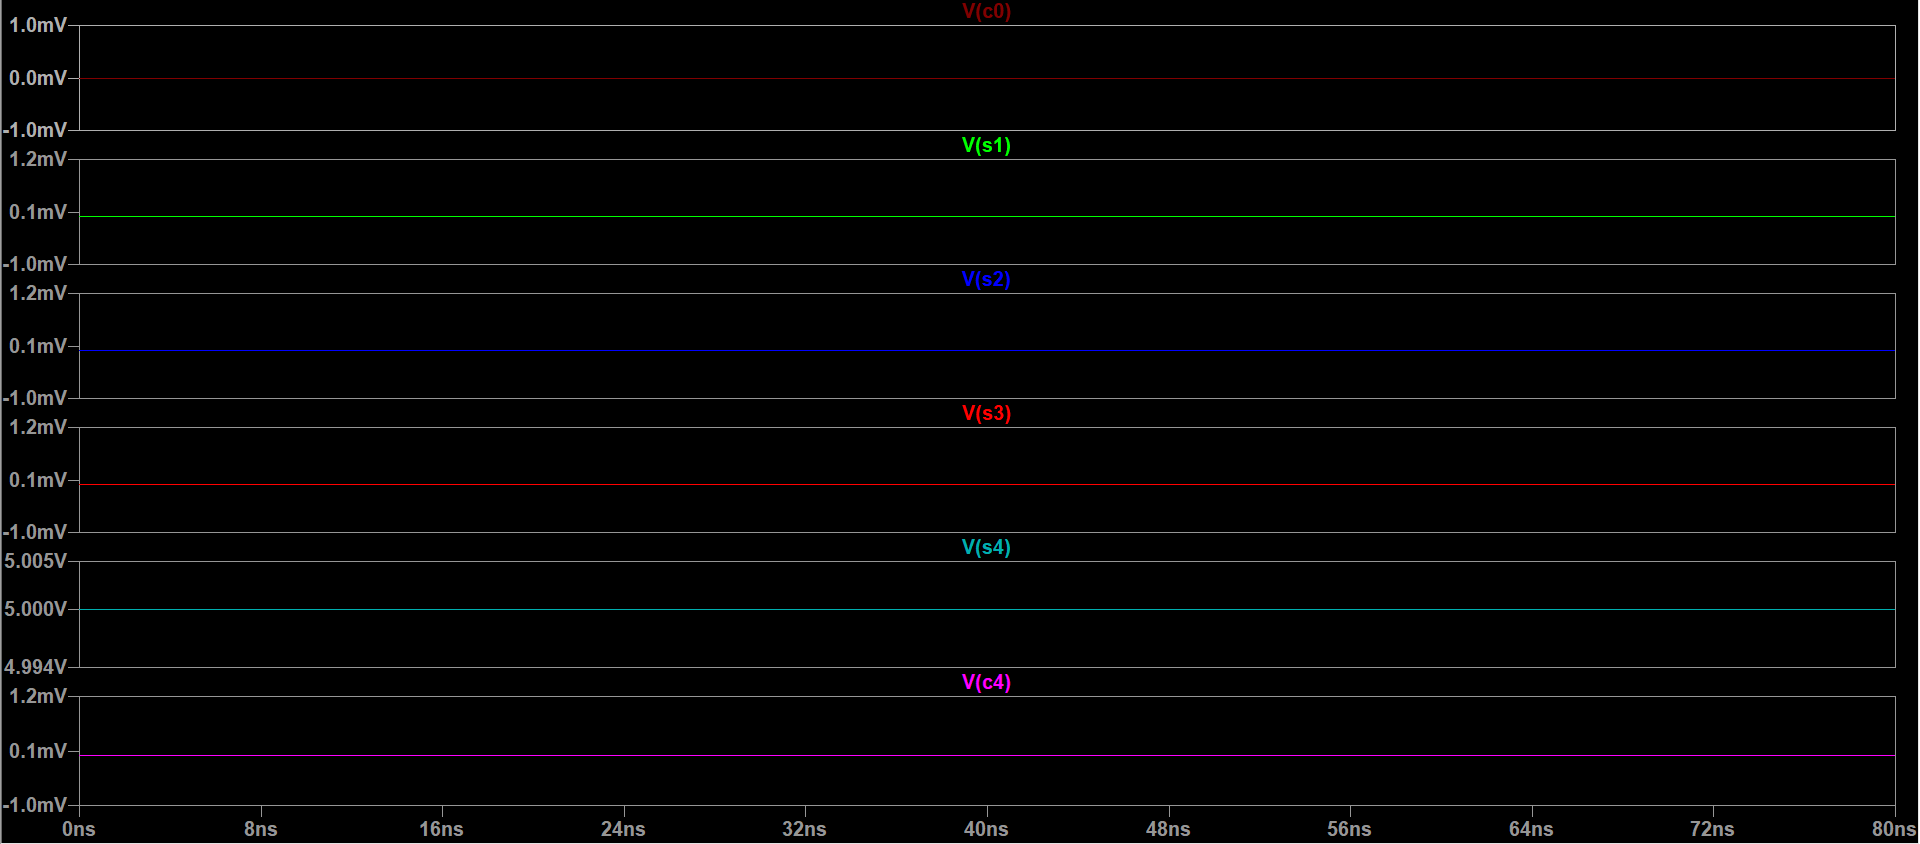 V(c0)
1.0mV
0.0mV
-1.0mV
V(s1)
1.2mV
0.1mV
-1.0mV
V(s2)
1.2mV
0.1mV
-1.0mV
V(s3)
1.2mV
0.1mV
-1.0mV
V(s4)
5.005V
5.000V
4.994V
V(c4)
1.2mV
0.1mV
-1.0mV
0ns 8ns 16ns 24ns 32ns 40ns 48ns 56ns 64ns 72ns 80ns